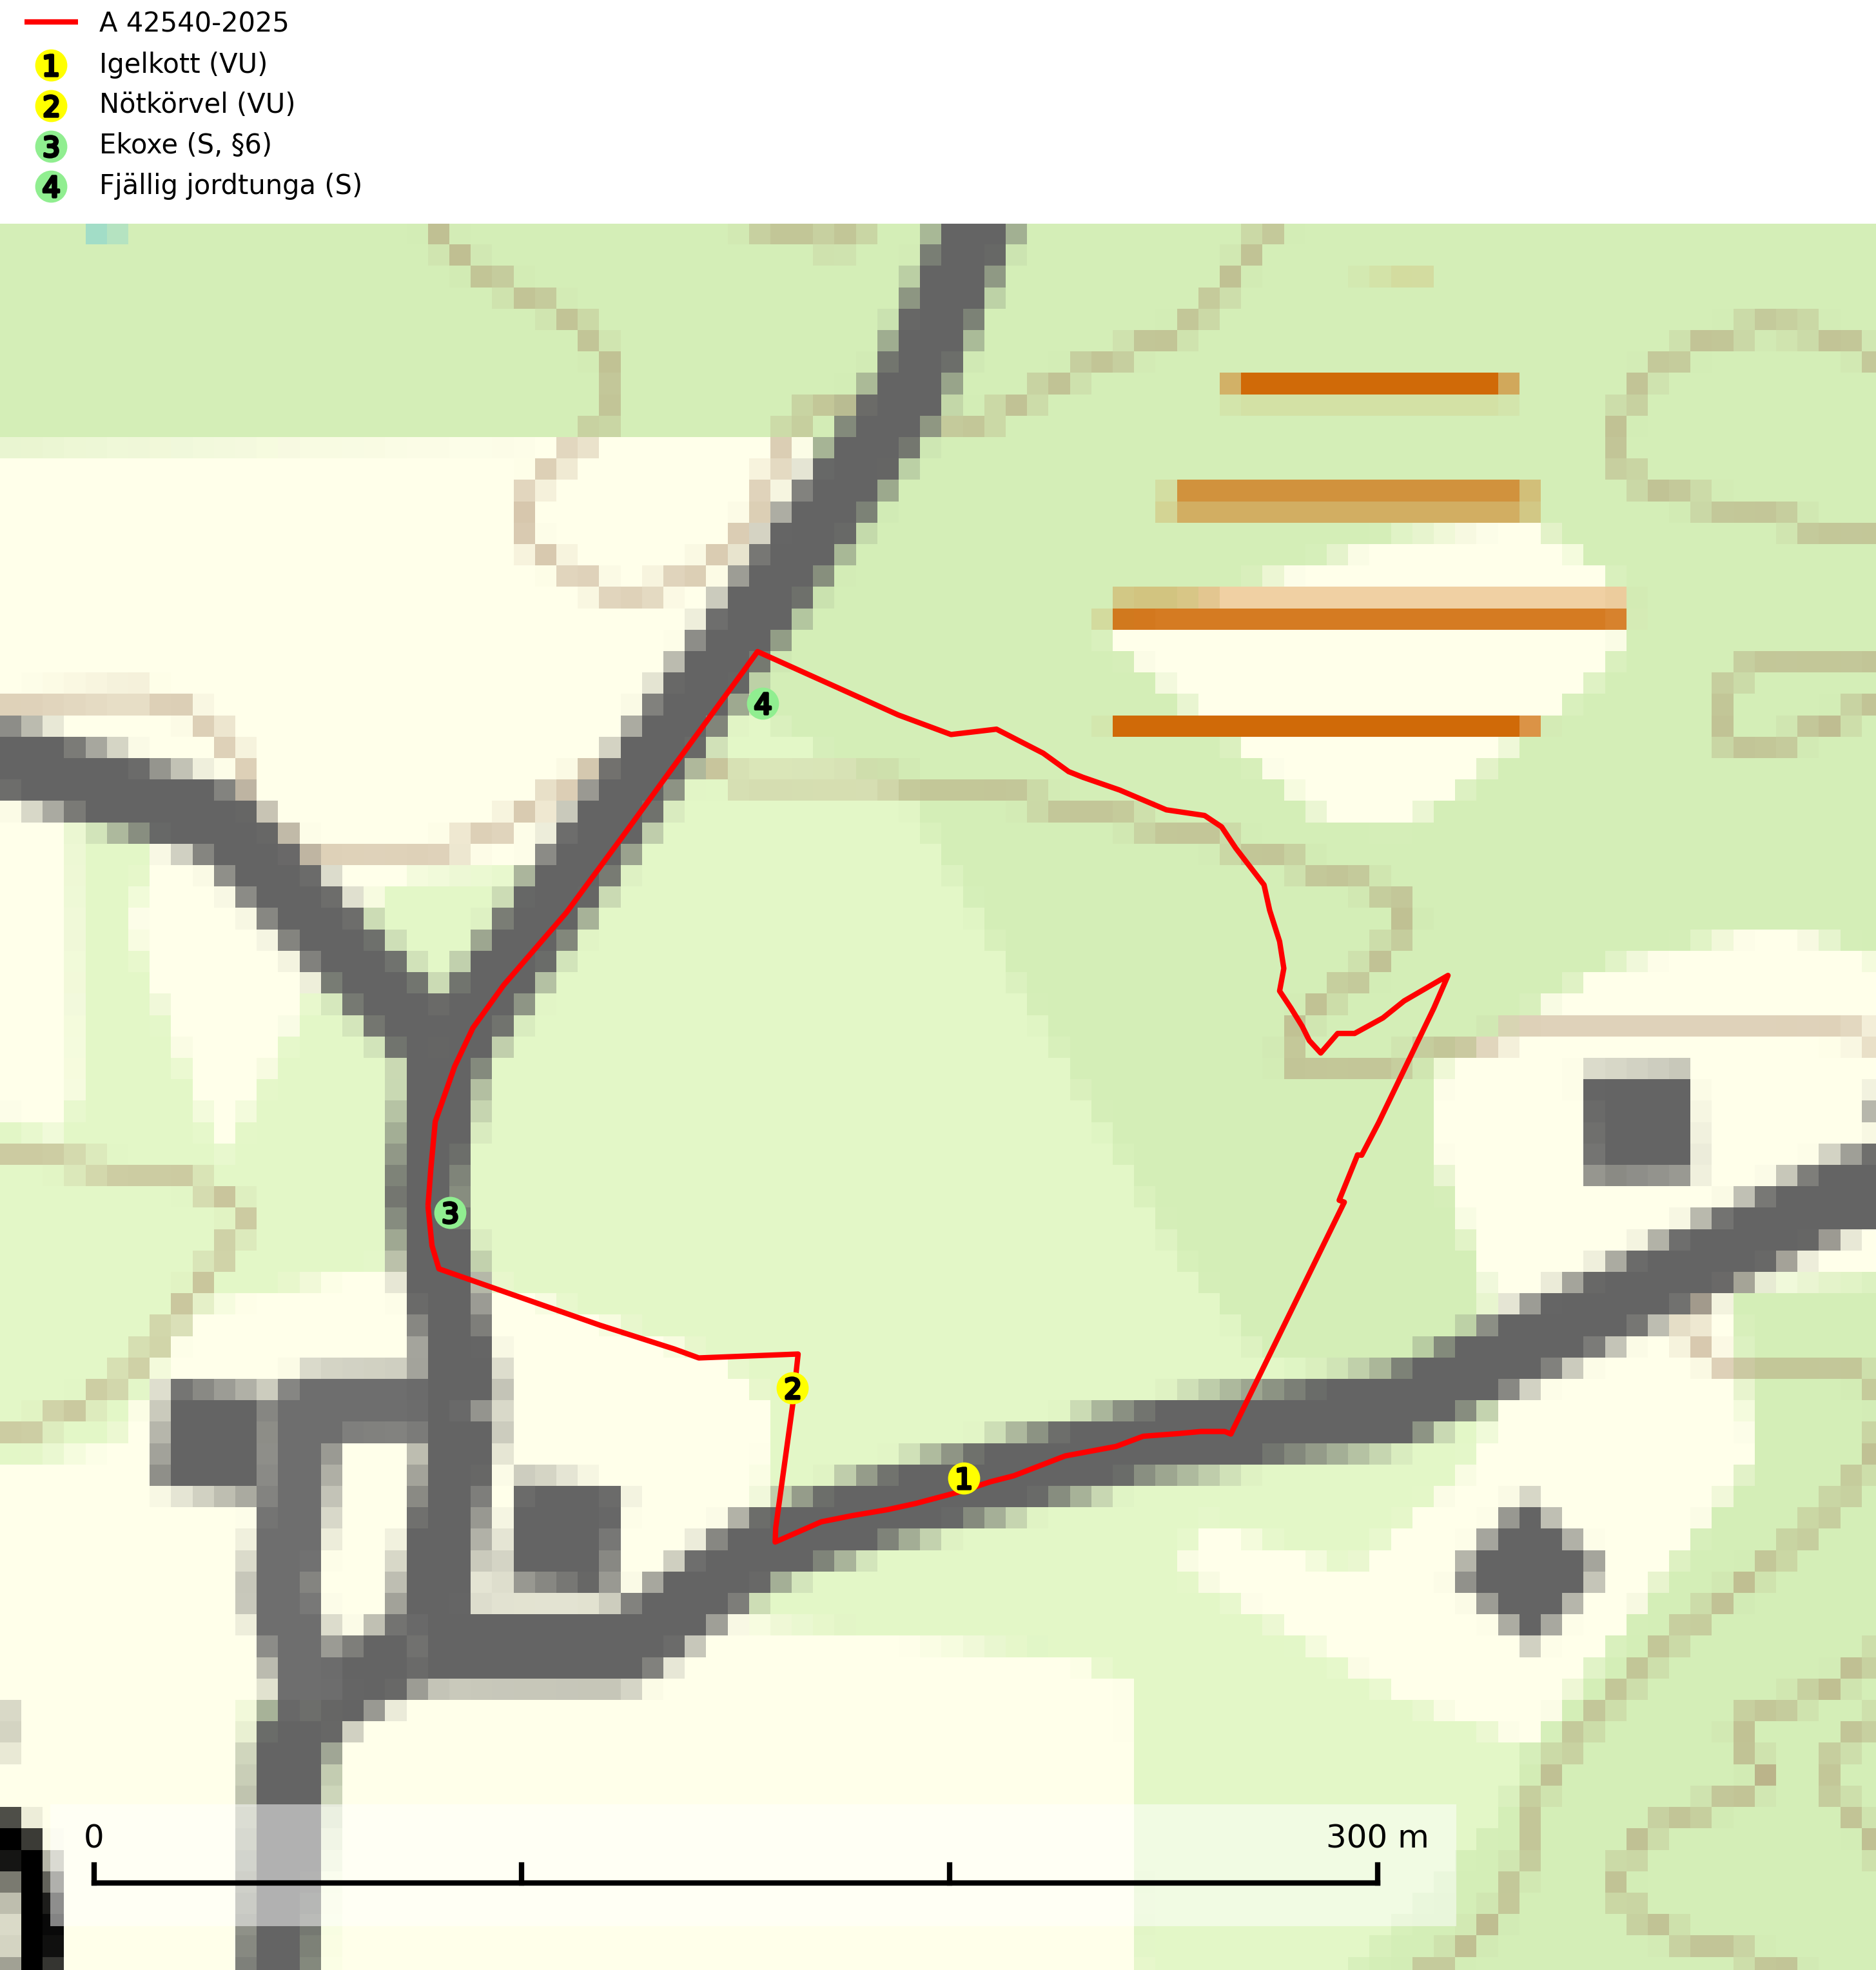 A 42540-2025
1 Igelkott (VU)
2 Nötkörvel (VU)
3 Ekoxe (S, §6)
4 Fjällig jordtunga (S)
4
3
2
1
0 300 m